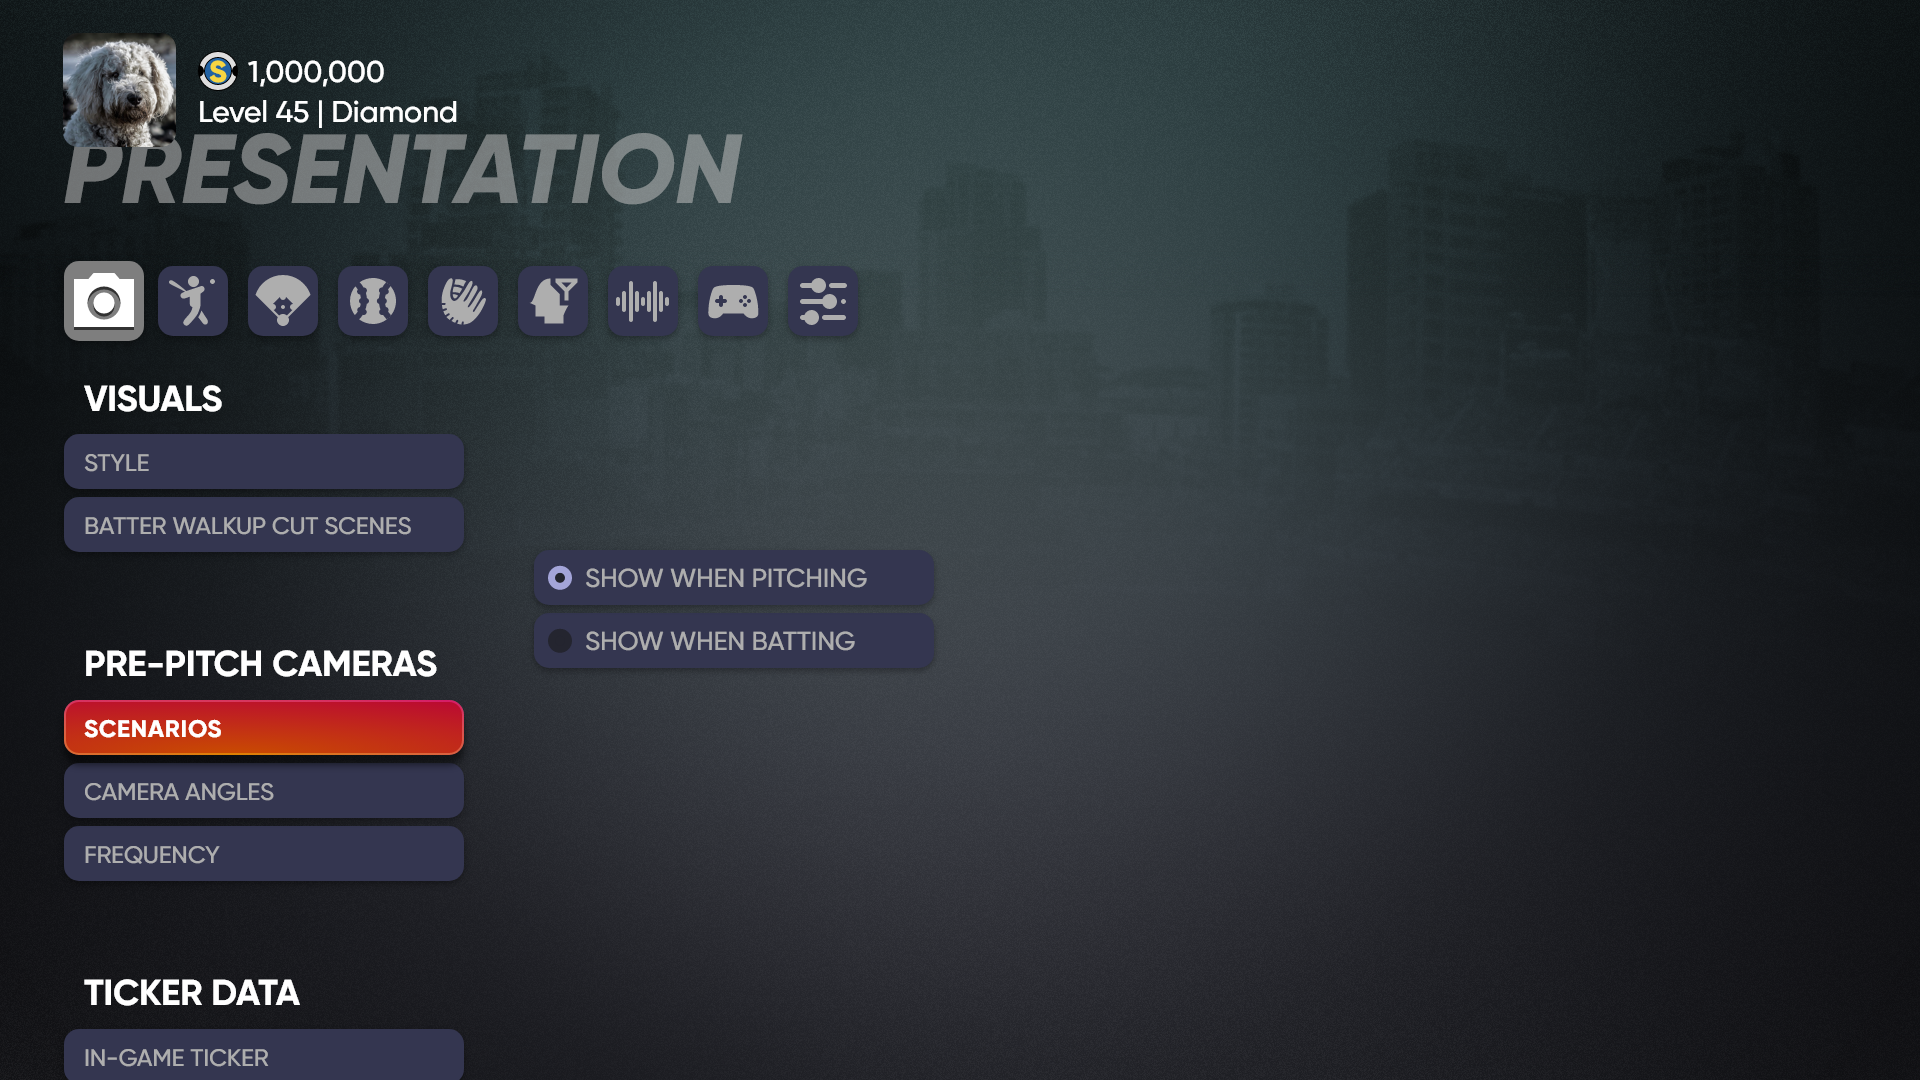 S 1,000,000
Level 45 | Diamond
PRESENTATION
VISUALS
STYLE
BATTER WALKUP CUT SCENES
SHOW WHEN PITCHING
SHOW WHEN BATTING
PRE-PITCH CAMERAS
SCENARIOS
CAMERA ANGLES
FREQUENCY
TICKER DATA
IN-GAME TICKER